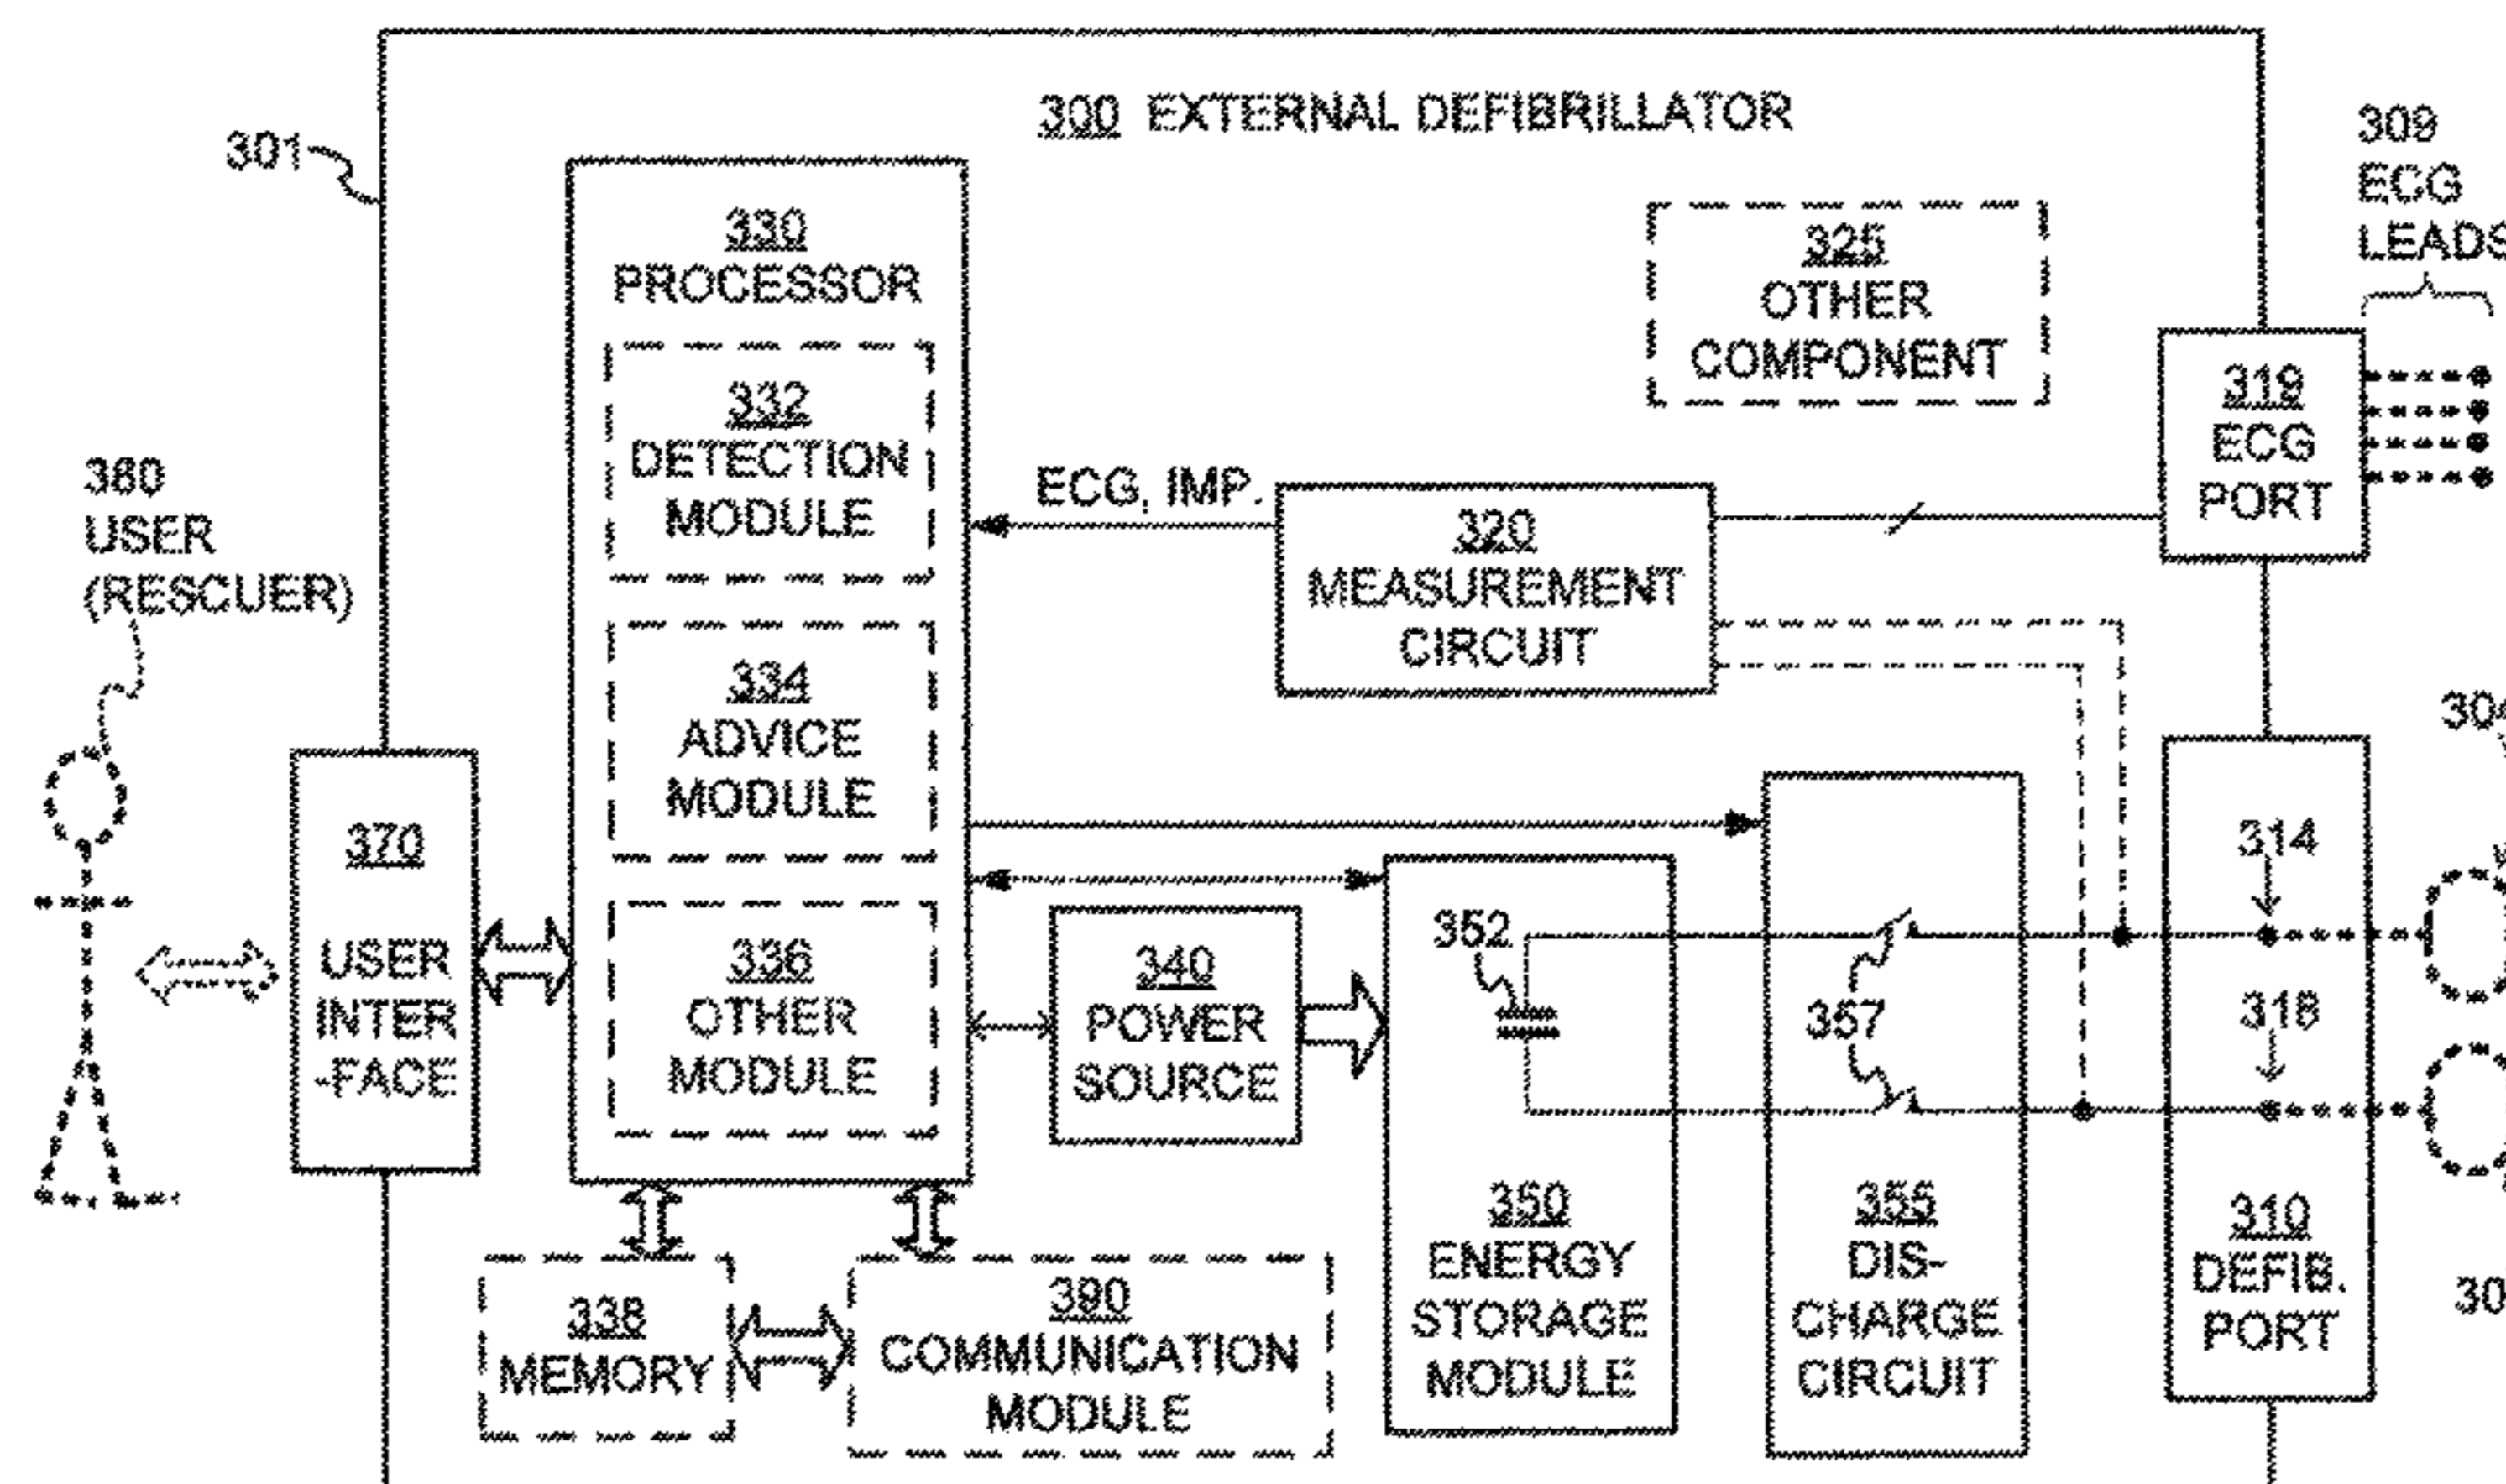 300 EXTERNAL DEFIBRILLATOR
301
309
ECG
LEADS
330
PROCESSOR
325
OTHER
COMPONENT
332
DETECTION
MODULE
319
ECG
PORT
360
USER
(RESCUER)
ECG, IMP.
320
MEASUREMENT
CIRCUIT
334
ADVICE
MODULE
370
USER
INTER
-FACE
314
336
OTHER
MODULE
340
POWER
SOURCE
352
357
318
350
ENERGY
STORAGE
MODULE
355
DIS-
CHARGE
CIRCUIT
310
DEFIB.
PORT
338
MEMORY
390
COMMUNICATION
MODULE